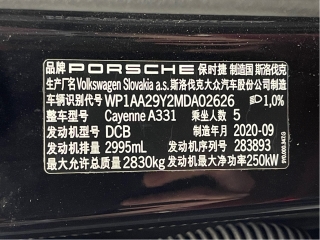 品牌 PORSCHE 保时捷 制造国 斯洛伐克
生产厂名 Volkswagen Slovakia a.s. 斯洛伐克大众汽车股份公司制造
车辆识别代号 WP1AA29Y2MDA02626 1,0%
整车型号 Cayenne A331 乘坐人数 5
发动机型号 DCB 制造年月 2020-09
发动机排量 2995mL 发动机号 283893
最大允许总质量 2830kg 发动机最大净功率 250kW